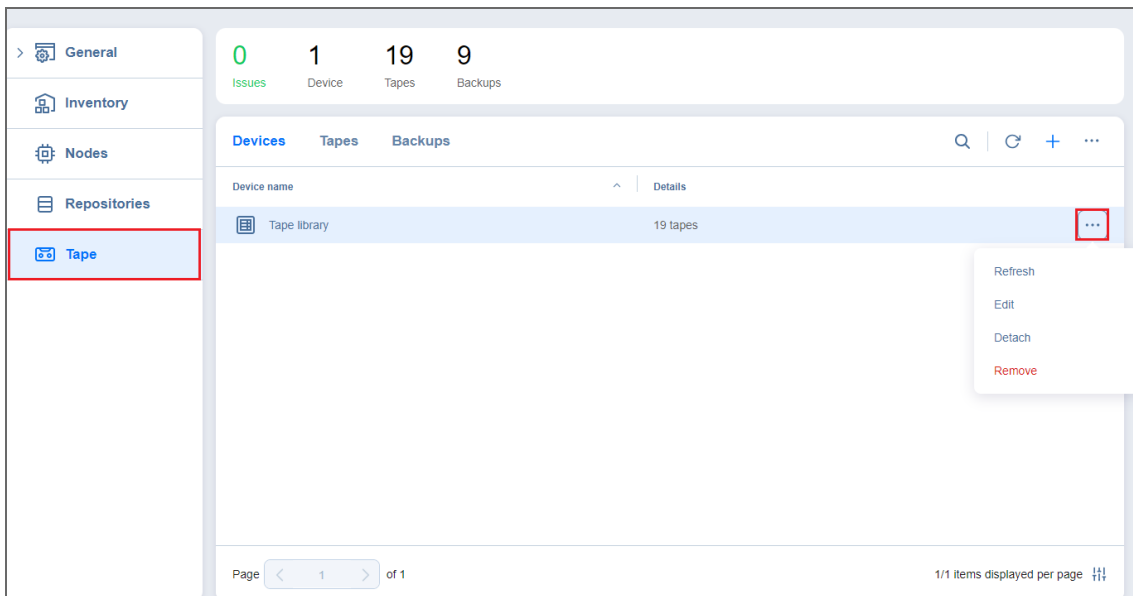 General
Inventory
Nodes
Repositories
Tape
0 1 19 9
Issues Device Tapes Backups
Devices Tapes Backups
Device name Details
Tape library 19 tapes
Refresh
Edit
Detach
Remove
Page 1 of 1 1/1 items displayed per page